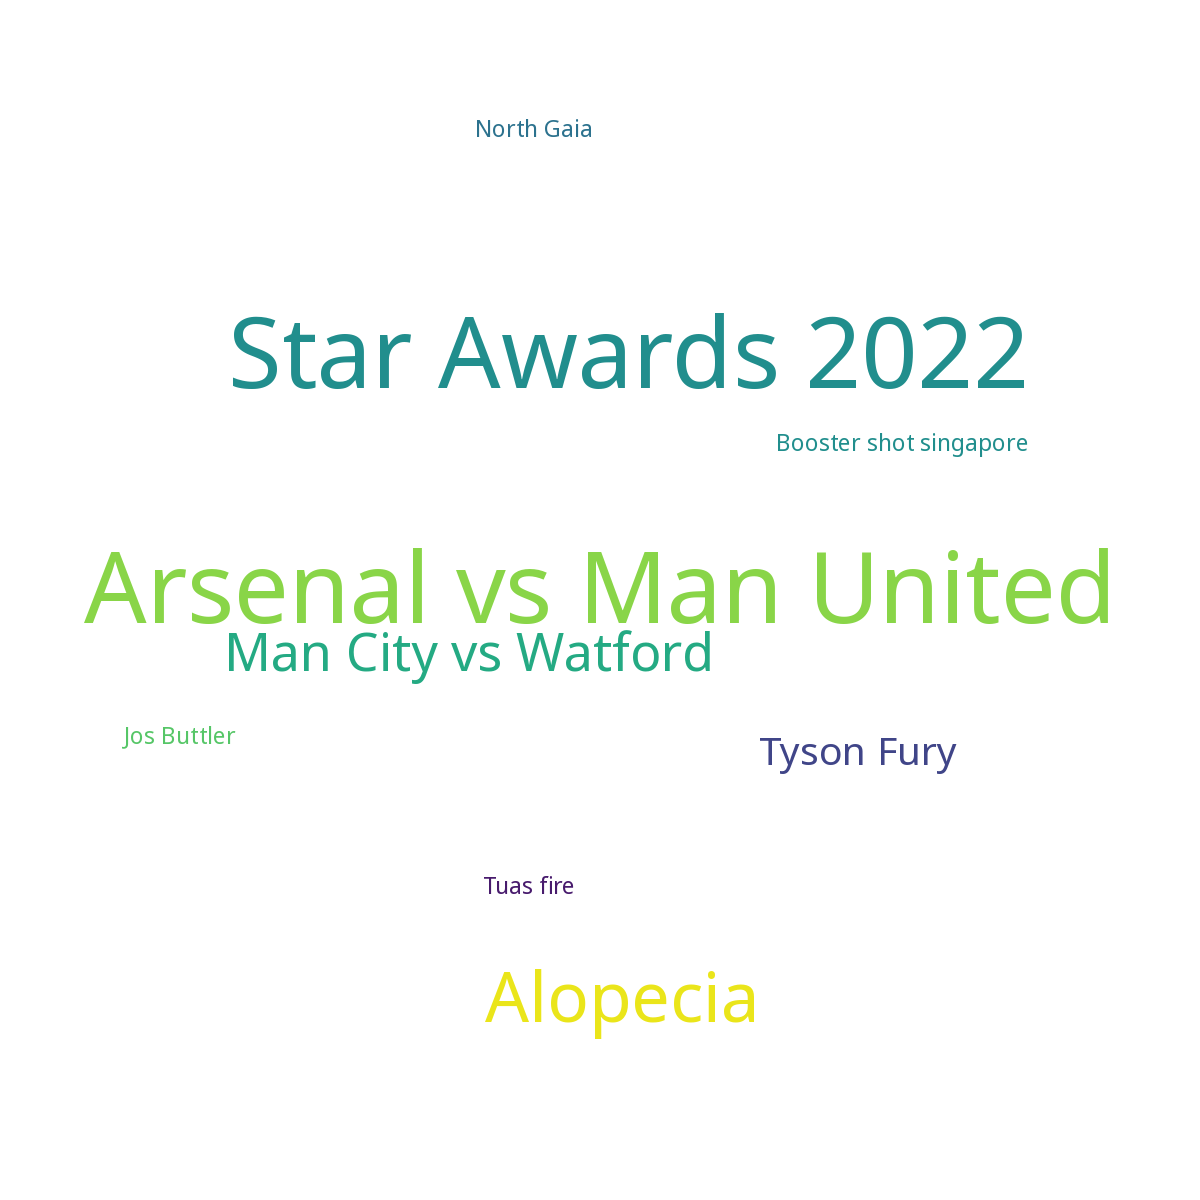 North Gaia
Star Awards 2022
Booster shot singapore
Arsenal vs Man United
Man City vs Watford
Jos Buttler
Tyson Fury
Tuas fire
Alopecia